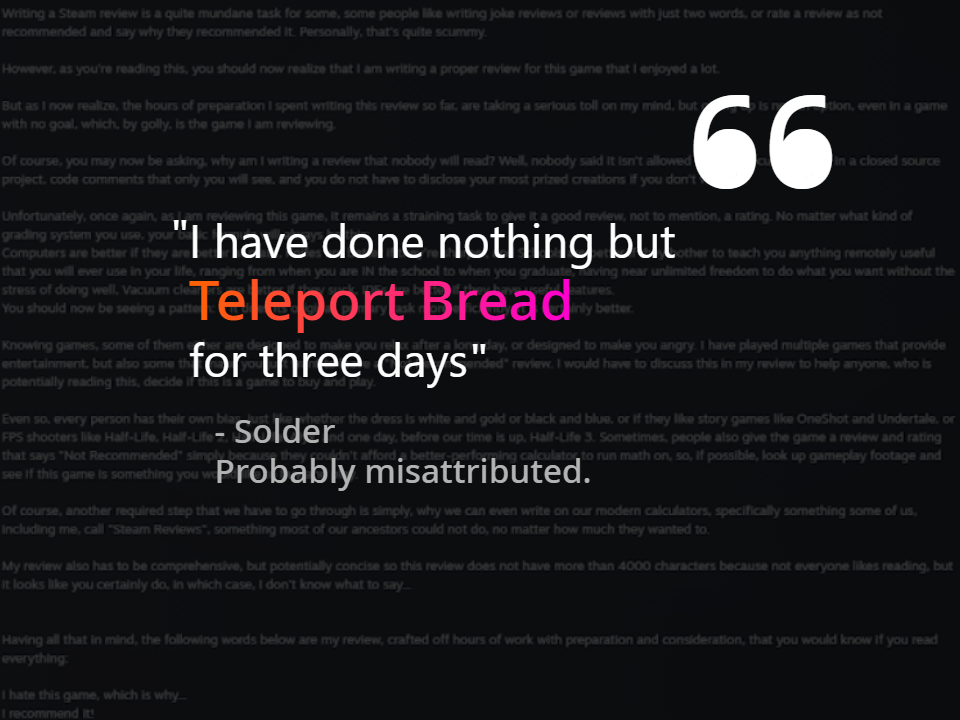 Writing a Steam review is a quite mundane task for some, some people like writing joke reviews or reviews with just two words, or rate a review as not
recommended and say why they recommended it. Personally, that's quite scummy.
However, as you're reading this, you should now realize that I am writing a proper review for this game that I enjoyed a lot.
But as I now realize, the hours of preparation I spent writing this review so far, are taking a serious toll on my mind, but up is option, even in a game
with no goal, which, by golly, is the game I am reviewing.
Of course, you may now be asking, why am I writing a review that nobody will read? Well, nobody said it isn't allowed in a closed source
project, code comments that only you will see, and you do not have to disclose your most prized creations if you don't
66
Unfortunately, once again, as I am reviewing this game, it remains a straining task to give it a good review, not to mention, a rating. No matter what kind of
grading system you use, your
"I have done nothing but
Computers are better if they are other to teach you anything remotely useful
that you will ever use in your life, ranging from when you are IN the school to when you graduate, having near unlimited freedom to do what you want without the
stress of doing well, Vacuum features.
Teleport Bread
You should now be seeing a pattern, better.
Knowing games, some of them are designed to make you after a day, or designed to make you angry. I have played multiple games that provide
entertainment, but also some review. I would have to discuss this in my review to help anyone, who is
for three days"
potentially reading this, decide if this is a game to buy and play.
Even so, every person has their own bias, just like whether the dress is white and gold or black and blue, or if they like story games like OneShot and Undertale, or
FPS shooters like Half-Life, Half-Life and one day, before our time is up, Half-Life 3. Sometimes, people also give the game a review and rating
- Solder
that says "Not Recommended" simply because they couldn't afford a better-performing calculator to run math on, so, if possible, look up gameplay footage and
see if this game is something you
Probably misattributed.
Of course, another required step that we have to go through is simply, why we can even write on our modern calculators, specifically something some of us,
including me, call "Steam Reviews", something most of our ancestors could not do, no matter how much they wanted to.
My review also has to be comprehensive, but potentially concise so this review does not have more than 4000 characters because not everyone likes reading, but
it looks like you certainly do, in which case, I don't know what to say...
Having all that in mind, the following words below are my review, crafted off hours of work with preparation and consideration, that you would know if you read
everything:
I hate this game, which is why...
I recommend it!